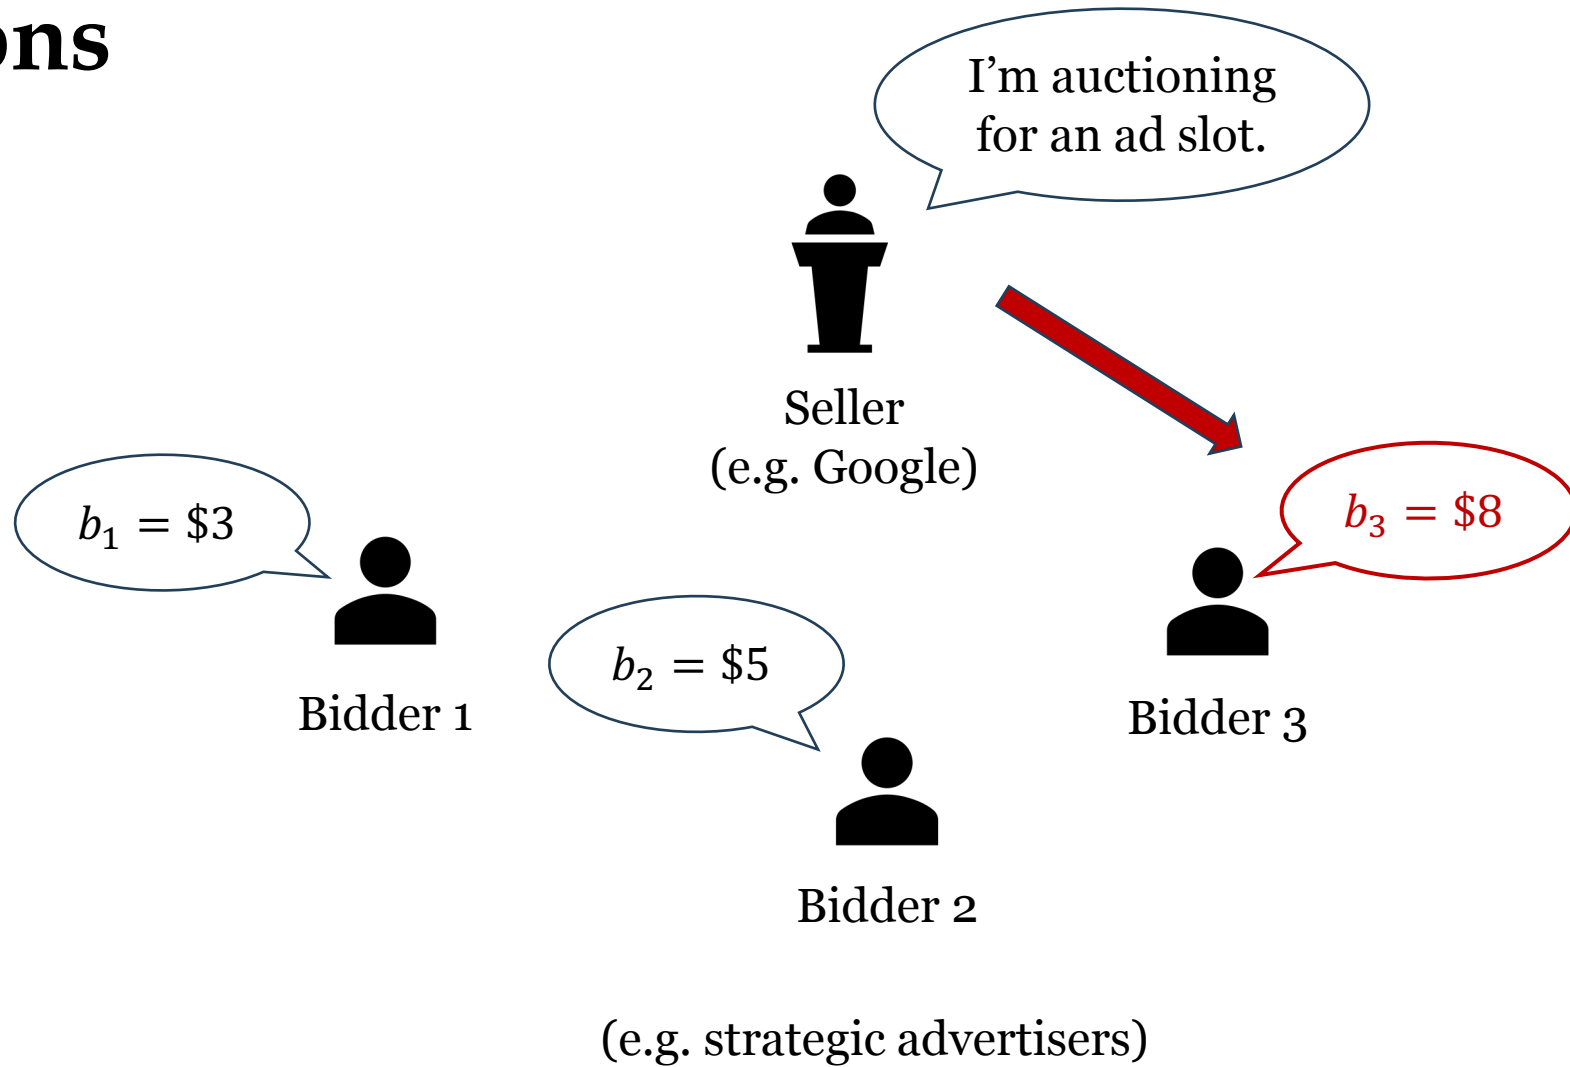 ons
I'm auctioning
for an ad slot.
Seller
(e.g. Google)
b₁ = $3
Bidder 1
b₂ = $5
Bidder 2
b₃ = $8
Bidder 3
(e.g. strategic advertisers)